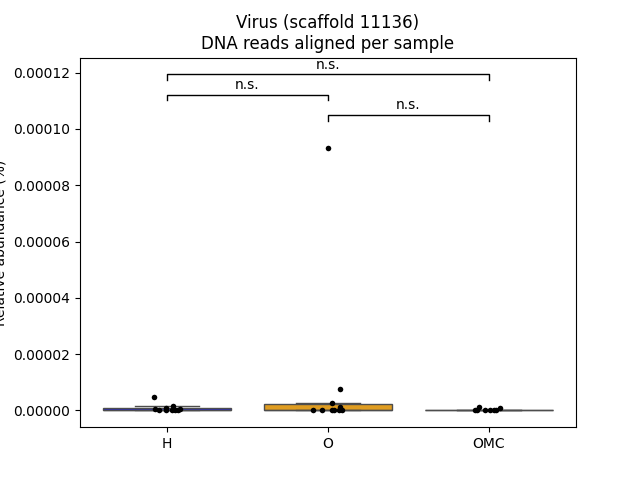 Virus (scaffold 11136)
DNA reads aligned per sample
n.s.
n.s.
n.s.
0.00012
0.00010
0.00008
0.00006
0.00004
0.00002
0.00000
Relative abundance (%)
H
O
OMC